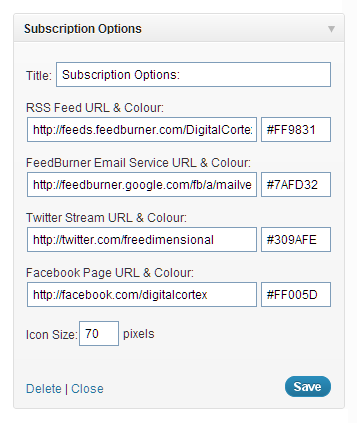 Subscription Options
Title: Subscription Options:
RSS Feed URL & Colour:
http://feeds.feedburner.com/DigitalCorte #FF9831
FeedBurner Email Service URL & Colour:
http://feedburner.google.com/fb/a/mailve #7AFD32
Twitter Stream URL & Colour:
http://twitter.com/freedimensional #309AFE
Facebook Page URL & Colour:
http://facebook.com/digitalcortex #FF005D
Icon Size: 70 pixels
Delete | Close Save